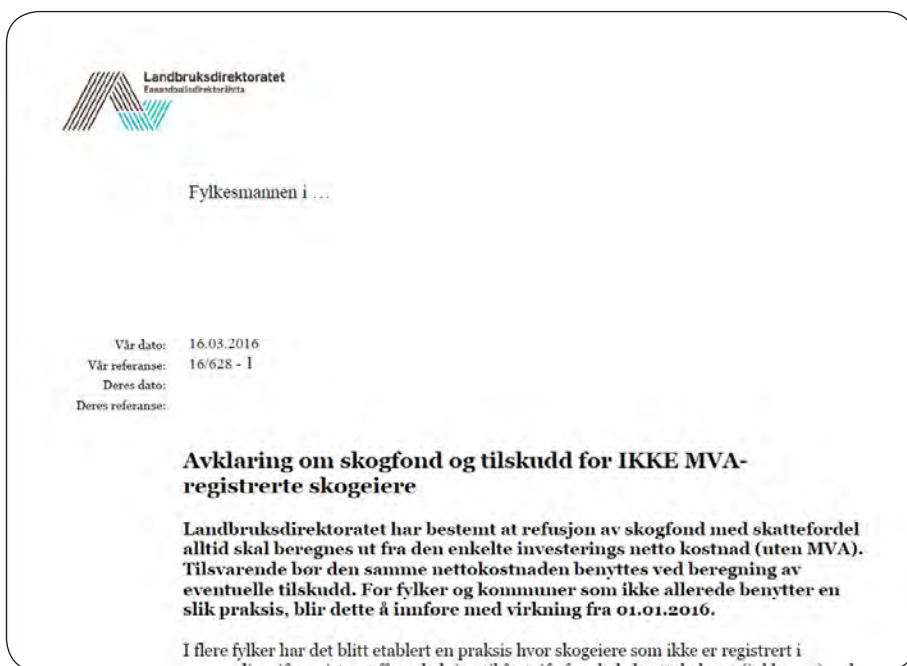 Landbruksdirektoratet
Eanandoallodirektoráhtta
Fylkesmannen i …
Vår dato: 16.03.2016
Vår referanse: 16/628 - 1
Deres dato:
Deres referanse:
Avklaring om skogfond og tilskudd for IKKE MVA-
registrerte skogeiere
Landbruksdirektoratet har bestemt at refusjon av skogfond med skattefordel
alltid skal beregnes ut fra den enkelte investerings netto kostnad (uten MVA).
Tilsvarende bør den samme nettokostnaden benyttes ved beregning av
eventuelle tilskudd. For fylker og kommuner som ikke allerede benytter en
slik praksis, blir dette å innføre med virkning fra 01.01.2016.
I flere fylker har det blitt etablert en praksis hvor skogeiere som ikke er registrert i